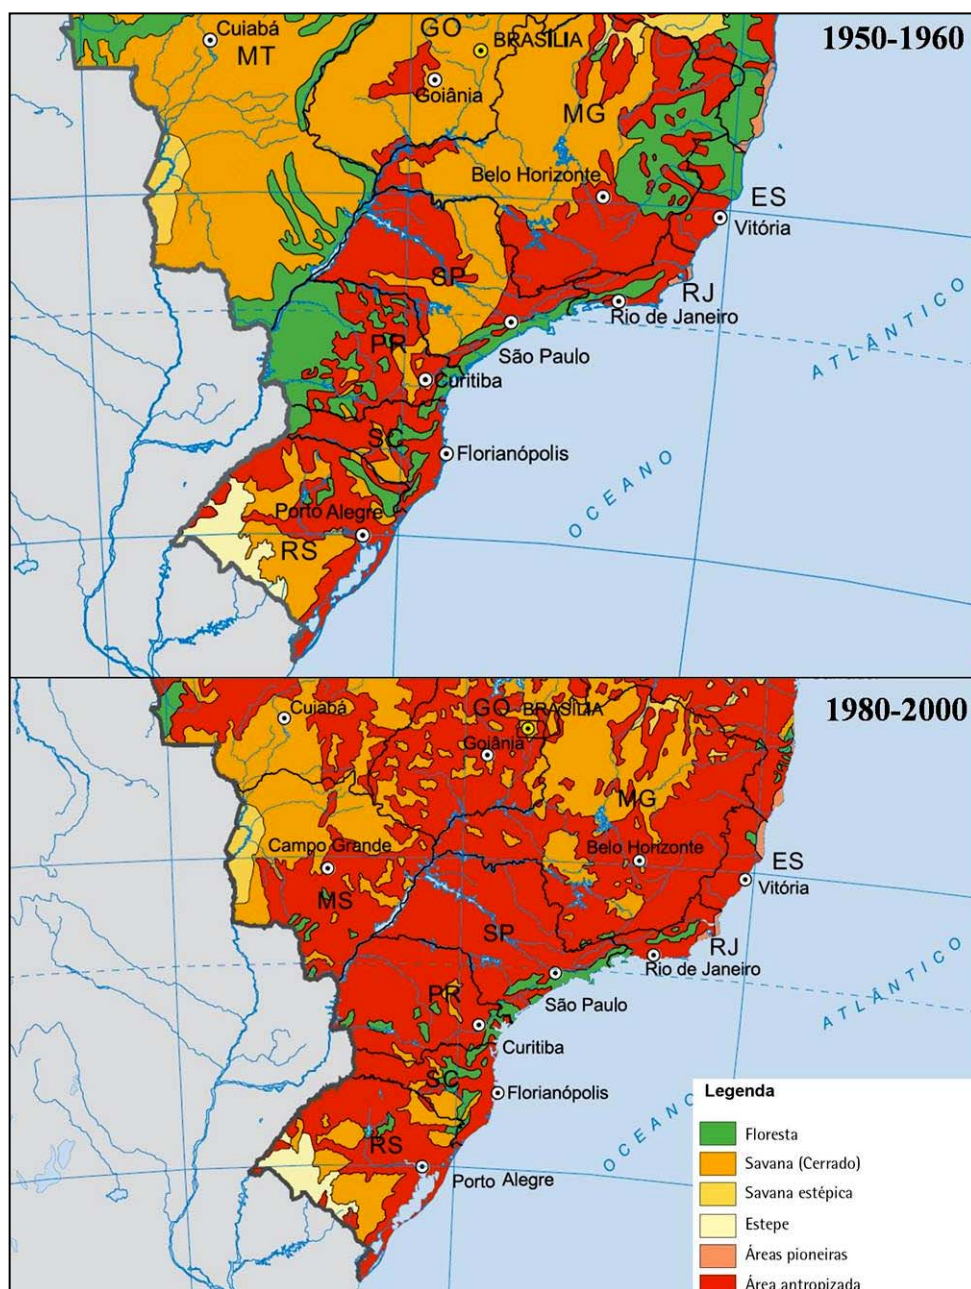 1950-1960
Cuiabá
MT
GO
BRASÍLIA
Goiânia
MG
Belo Horizonte
ES
Vitória
SP
RJ
Rio de Janeiro
São Paulo
PR
Curitiba
SC
Florianópolis
Porto Alegre
RS
OCEANO
ATLÂNTICO
1980-2000
Cuiabá
GO
BRASÍLIA
Goiânia
MG
Campo Grande
Belo Horizonte
MS
ES
Vitória
SP
RJ
Rio de Janeiro
São Paulo
PR
Curitiba
SC
Florianópolis
RS
Porto Alegre
OCEANO
ATLÂNTICO
Legenda
Floresta
Savana (Cerrado)
Savana estépica
Estepe
Áreas pioneiras
Área antropizada